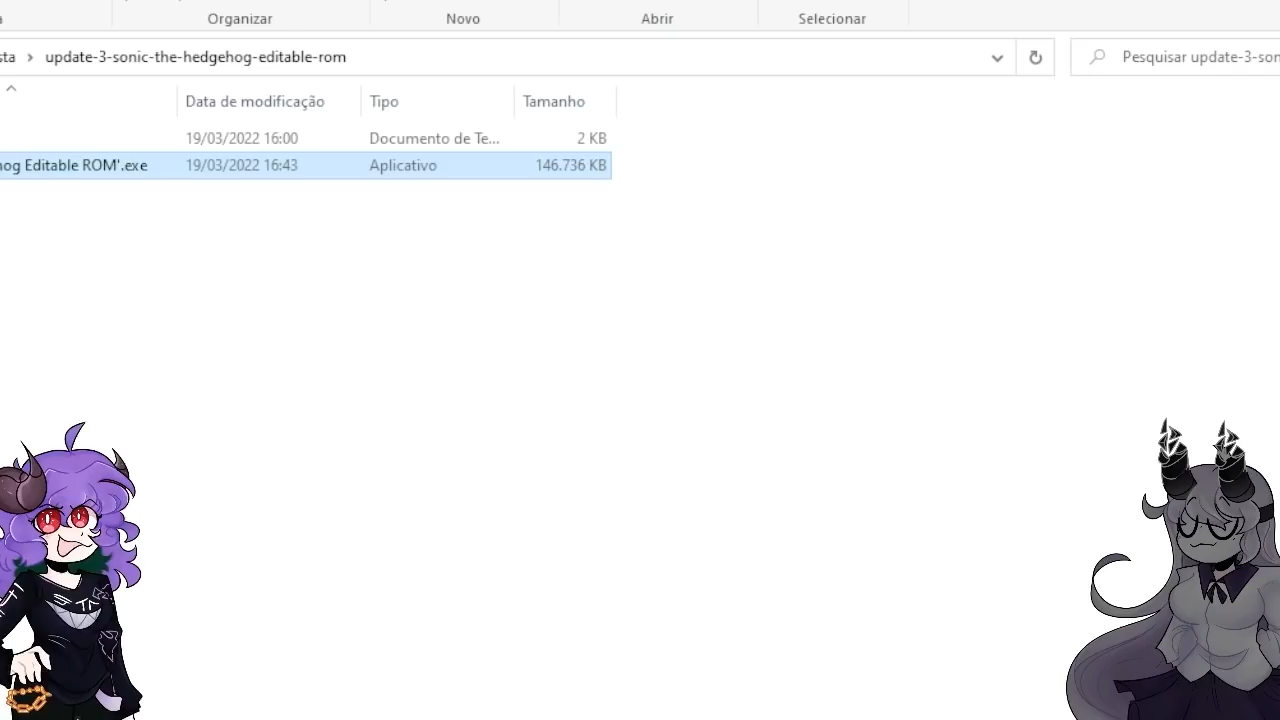 Organizar Novo Abrir Selecionar
sta > update-3-sonic-the-hedgehog-editable-rom Pesquisar update-3-son
Data de modificação Tipo Tamanho
19/03/2022 16:00 Documento de Te... 2 KB
hog Editable ROM'.exe 19/03/2022 16:43 Aplicativo 146.736 KB